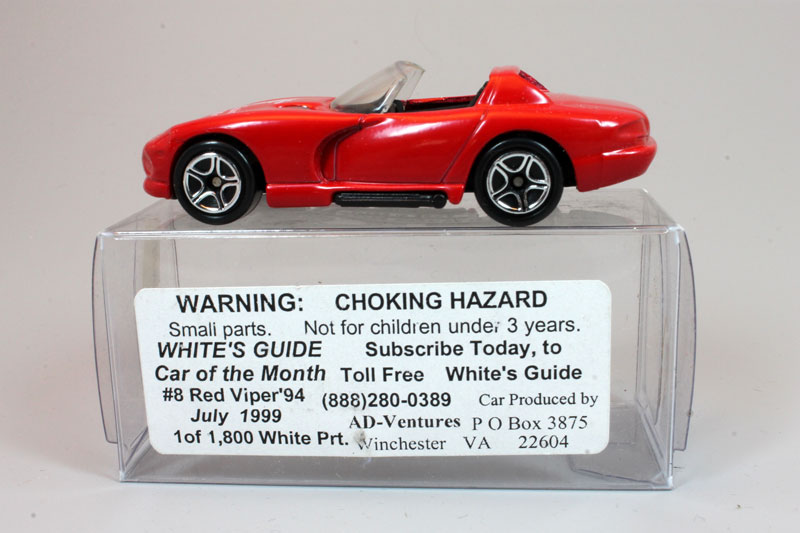 WARNING: CHOKING HAZARD
Small parts. Not for children under 3 years.
WHITE'S GUIDE Subscribe Today, to
Car of the Month Toll Free White's Guide
#8 Red Viper'94 (888)280-0389 Car Produced by
July 1999 AD-Ventures P O Box 3875
1of 1,800 White Prt. Winchester VA 22604